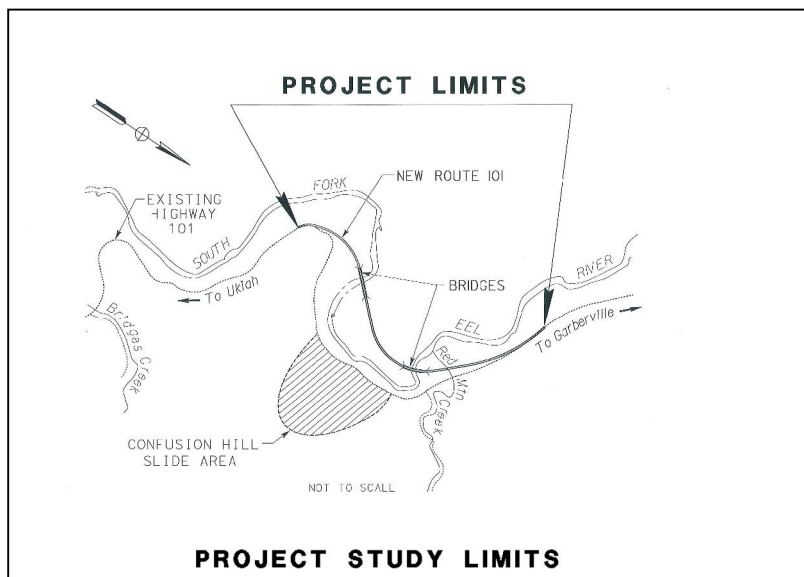 PROJECT LIMITS
EXISTING
HIGHWAY
101
SOUTH
FORK
NEW ROUTE 101
To Ukiah
BRIDGES
EEL
RIVER
To Garberville
Bridges
Creek
Red Mtn
Creek
CONFUSION HILL
SLIDE AREA
NOT TO SCALL
PROJECT STUDY LIMITS